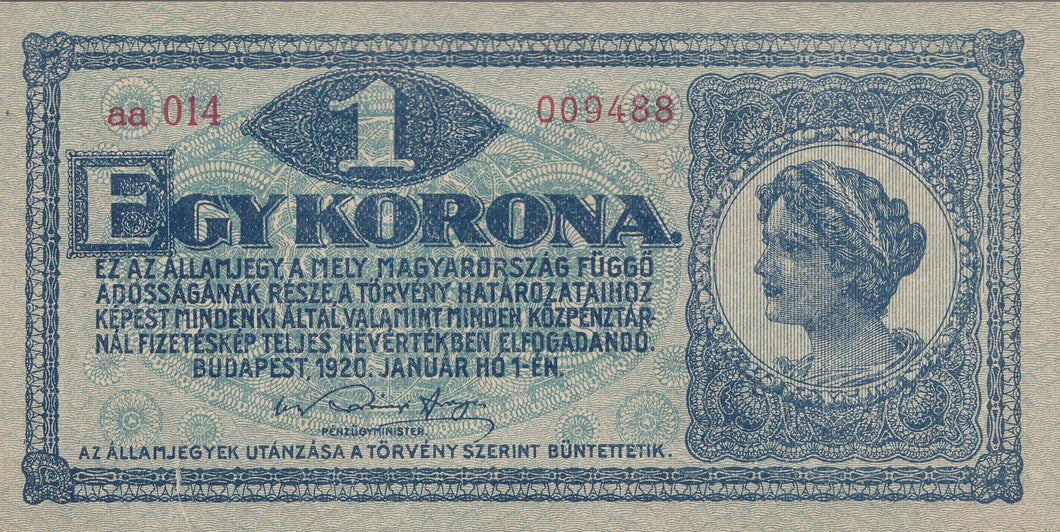 aa 014
1
009488
EGY KORONA.
EZ AZ ÁLLAMJEGY, A MELY MAGYARORSZÁG FÜGGŐ
ADÓSSÁGÁNAK RÉSZE, A TÖRVÉNY HATÁROZATAIHOZ
KÉPEST MINDENKI ÁLTAL, VALAMINT MINDEN KÖZPÉNZTÁR-
NÁL FIZETÉSKÉP TELJES NÉVÉRTÉKBEN ELFOGADANDÓ.
BUDAPEST, 1920. JANUÁR HÓ 1-ÉN.
PÉNZÜGYMINISTER.
AZ ÁLLAMJEGYEK UTÁNZÁSA A TÖRVÉNY SZERINT BÜNTETTETIK.